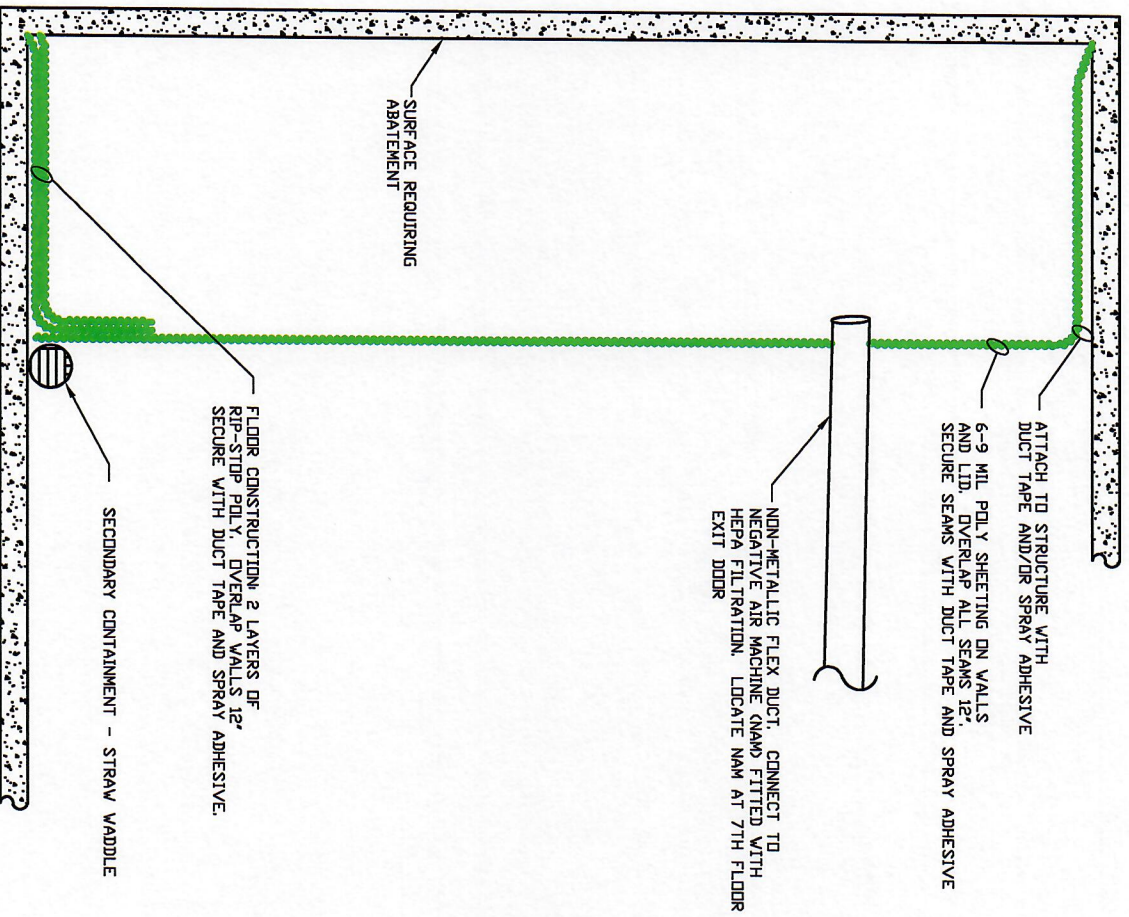 ATTACH TO STRUCTURE WITH
DUCT TAPE AND/OR SPRAY ADHESIVE
6-9 MIL POLY SHEETING ON WALLS
AND LID. OVERLAP ALL SEAMS 12",
SECURE SEAMS WITH DUCT TAPE AND SPRAY ADHESIVE
NON-METALLIC FLEX DUCT. CONNECT TO
NEGATIVE AIR MACHINE (NAM) FITTED WITH
HEPA FILTRATION. LOCATE NAM AT 7TH FLOOR
EXIT DOOR
SURFACE REQUIRING
ABATEMENT
FLOOR CONSTRUCTION: 2 LAYERS OF
RIP-STOP POLY. OVERLAP WALLS 12"
SECURE WITH DUCT TAPE AND SPRAY ADHESIVE.
SECONDARY CONTAINMENT - STRAW WADDLE